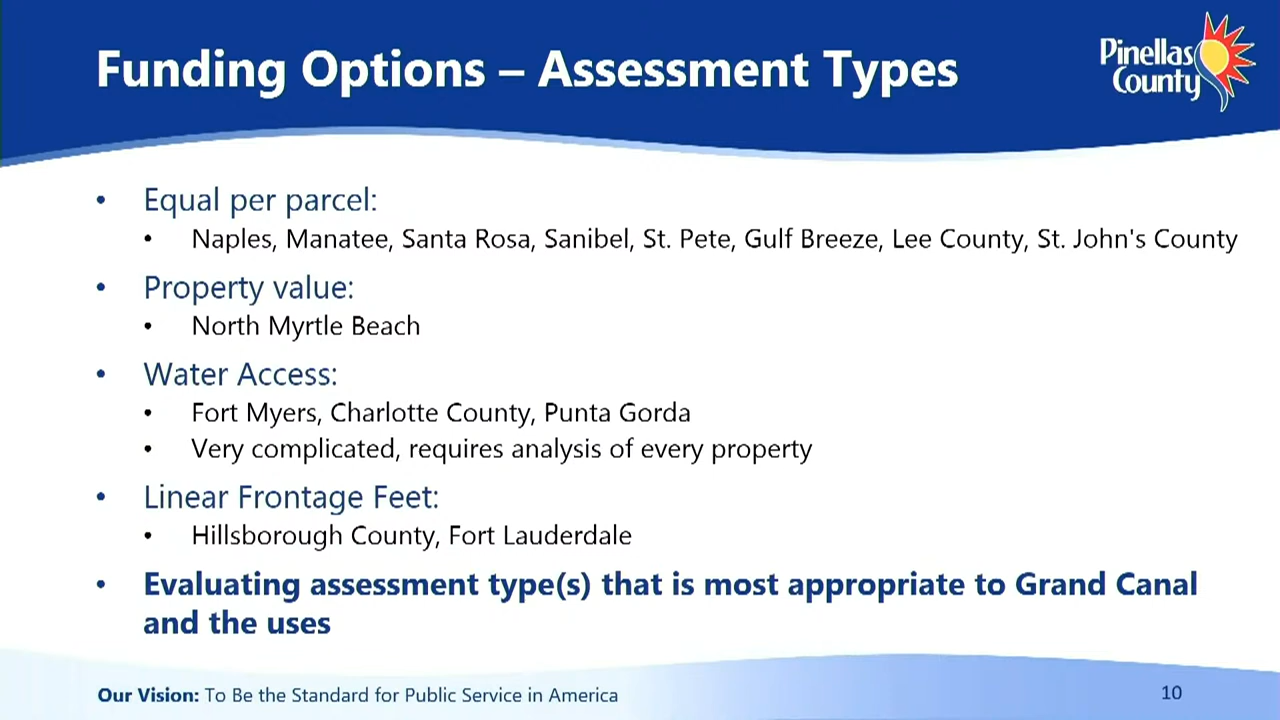 Funding Options – Assessment Types
Pinellas
County
• Equal per parcel:
• Naples, Manatee, Santa Rosa, Sanibel, St. Pete, Gulf Breeze, Lee County, St. John's County
• Property value:
• North Myrtle Beach
• Water Access:
• Fort Myers, Charlotte County, Punta Gorda
• Very complicated, requires analysis of every property
• Linear Frontage Feet:
• Hillsborough County, Fort Lauderdale
• Evaluating assessment type(s) that is most appropriate to Grand Canal
and the uses
Our Vision: To Be the Standard for Public Service in America
10